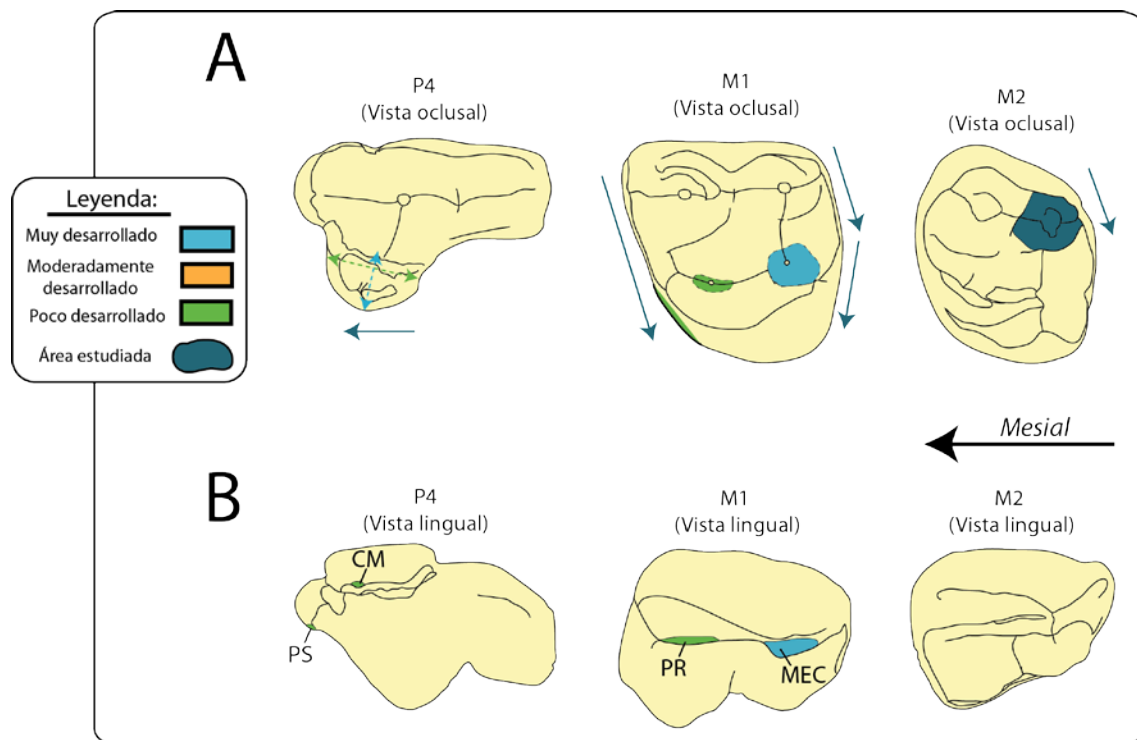 A
P4
(Vista oclusal)
M1
(Vista oclusal)
M2
(Vista oclusal)
Leyenda:
Muy desarrollado
Moderadamente
desarrollado
Poco desarrollado
Área estudiada
Mesial
B
P4
(Vista lingual)
M1
(Vista lingual)
M2
(Vista lingual)
CM
PS
PR
MEC